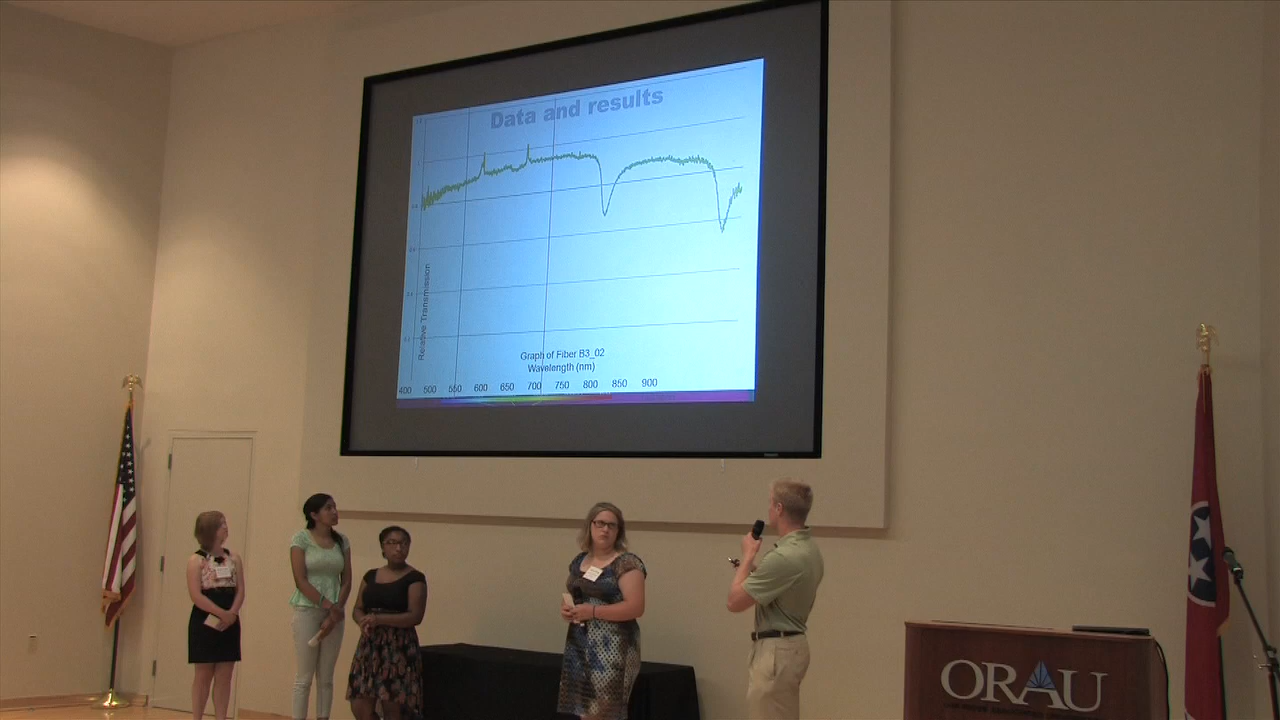 Data and results
Relative Transmission
Graph of Fiber B3_02
Wavelength (nm)
400 500 550 600 650 700 750 800 850 900
ORAU